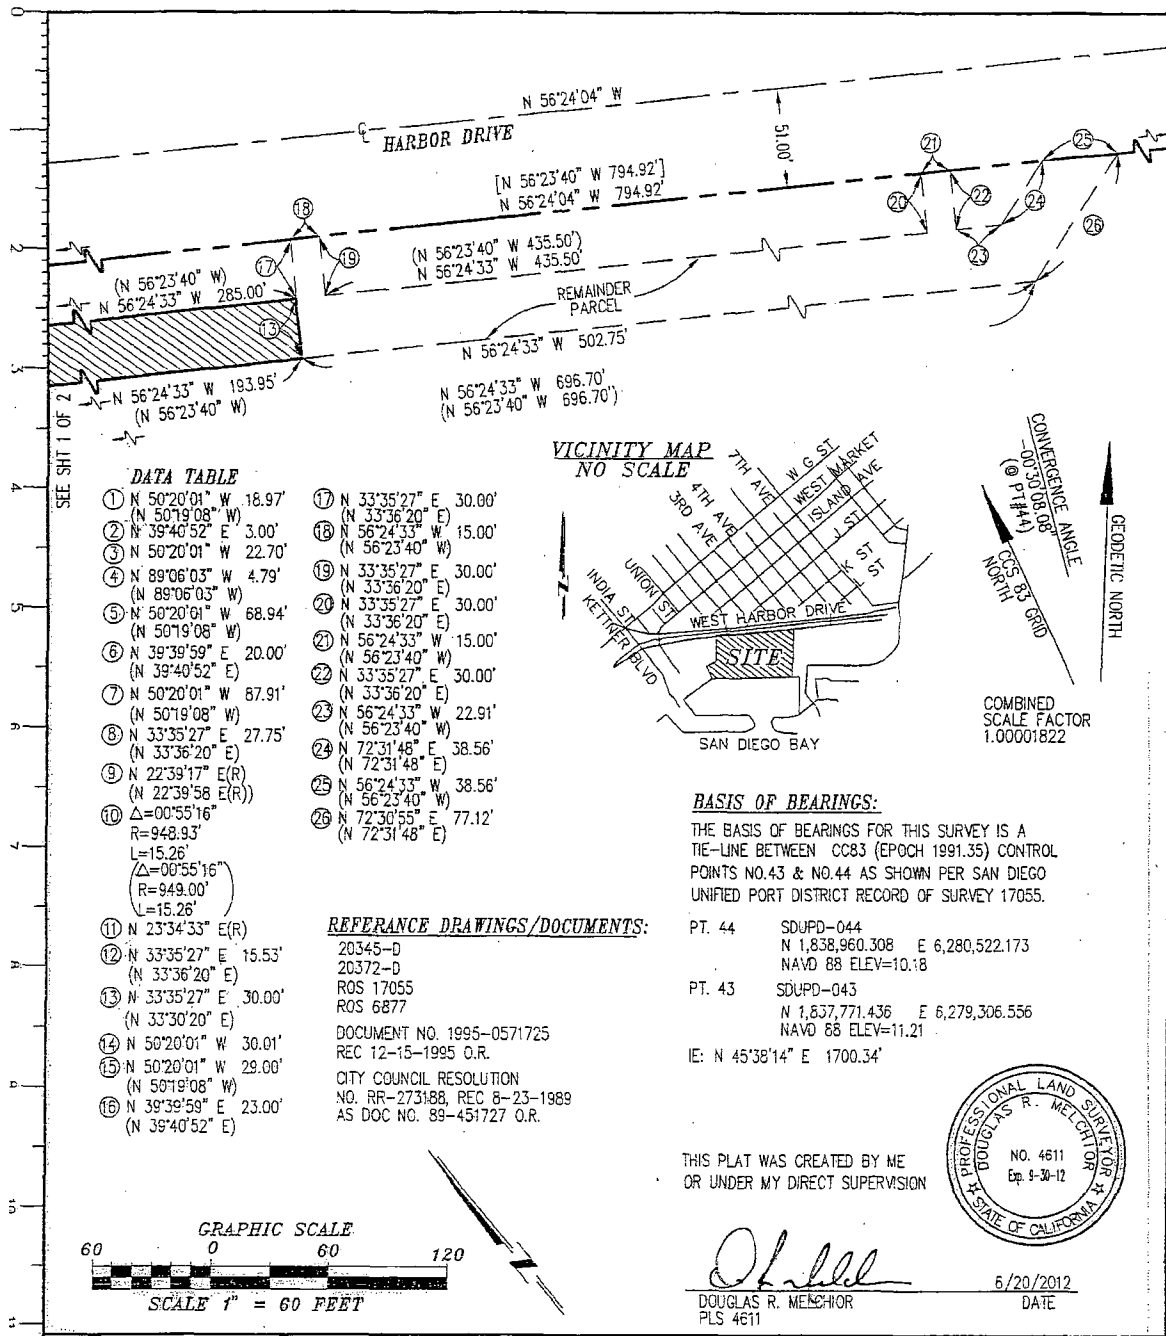 0
2
3
4
5
6
7
N 56°24'04" W
℄ HARBOR DRIVE
51.00'
[N 56°23'40" W 794.92']
N 56°24'04" W 794.92'
(N 56°23'40" W 435.50')
N 56°24'33" W 435.50'
(N 56°23'40" W)
N 56°24'33" W 285.00'
REMAINDER
PARCEL
N 56°24'33" W 502.75'
N 56°24'33" W 696.70'
(N 56°23'40" W 696.70')
N 56°24'33" W 193.95'
(N 56°23'40" W)
17
18
19
13
20
21
22
23
24
25
26
SEE SHT 1 OF 2
DATA TABLE
1 N 50°20'01" W 18.97'
(N 50°19'08" W)
2 N 39°40'52" E 3.00'
3 N 50°20'01" W 22.70'
4 N 89°06'03" W 4.79'
(N 89°06'03" W)
5 N 50°20'01" W 68.94'
(N 50°19'08" W)
6 N 39°39'59" E 20.00'
(N 39°40'52" E)
7 N 50°20'01" W 87.91'
(N 50°19'08" W)
8 N 33°35'27" E 27.75'
(N 33°36'20" E)
9 N 22°39'17" E(R)
(N 22°39'58 E(R))
10 Δ=00°55'16"
R=948.93'
L=15.26'
(Δ=00°55'16"
R=949.00'
L=15.26')
11 N 23°34'33" E(R)
12 N 33°35'27" E 15.53'
(N 33°36'20" E)
13 N 33°35'27" E 30.00'
(N 33°30'20" E)
14 N 50°20'01" W 30.01'
15 N 50°20'01" W 29.00'
(N 50°19'08" W)
16 N 39°39'59" E 23.00'
(N 39°40'52" E)
17 N 33°35'27" E 30.00'
(N 33°36'20" E)
18 N 56°24'33" W 15.00'
(N 56°23'40" W)
19 N 33°35'27" E 30.00'
(N 33°36'20" E)
20 N 33°35'27" E 30.00'
(N 33°36'20" E)
21 N 56°24'33" W 15.00'
(N 56°23'40" W)
22 N 33°35'27" E 30.00'
(N 33°36'20" E)
23 N 56°24'33" W 22.91'
(N 56°23'40" W)
24 N 72°31'48" E 38.56'
(N 72°31'48" E)
25 N 56°24'33" W 38.56'
(N 56°23'40" W)
26 N 72°30'55" E 77.12'
(N 72°31'48" E)
VICINITY MAP
NO SCALE
7TH AVE
4TH AVE
3RD AVE
W G ST
WEST MARKET
ISLAND AVE
J ST
K ST
L ST
UNION ST
INDIA ST
KETTNER BLVD
WEST HARBOR DRIVE
SITE
SAN DIEGO BAY
CONVERGENCE ANGLE
-00°30'08.08"
(@ PT#44)
CCS 83 GRID
NORTH
GEODETIC NORTH
COMBINED
SCALE FACTOR
1.00001822
BASIS OF BEARINGS:
THE BASIS OF BEARINGS FOR THIS SURVEY IS A
TIE-LINE BETWEEN CC83 (EPOCH 1991.35) CONTROL
POINTS NO.43 & NO.44 AS SHOWN PER SAN DIEGO
UNIFIED PORT DISTRICT RECORD OF SURVEY 17055.
PT. 44 SDUPD-044
N 1,838,960.308 E 6,280,522.173
NAVD 88 ELEV=10.18
PT. 43 SDUPD-043
N 1,837,771.436 E 6,279,306.556
NAVD 88 ELEV=11.21
IE: N 45°38'14" E 1700.34'
REFERANCE DRAWINGS/DOCUMENTS:
20345-D
20372-D
ROS 17055
ROS 6877
DOCUMENT NO. 1995-0571725
REC 12-15-1995 O.R.
CITY COUNCIL RESOLUTION
NO. RR-273188, REC 8-23-1989
AS DOC NO. 89-451727 O.R.
THIS PLAT WAS CREATED BY ME
OR UNDER MY DIRECT SUPERVISION
PROFESSIONAL LAND SURVEYOR
DOUGLAS R. MELCHIOR
NO. 4611
Exp. 9-30-12
STATE OF CALIFORNIA
DOUGLAS R. MELCHIOR
PLS 4611
6/20/2012
DATE
GRAPHIC SCALE
60 0 60 120
SCALE 1" = 60 FEET